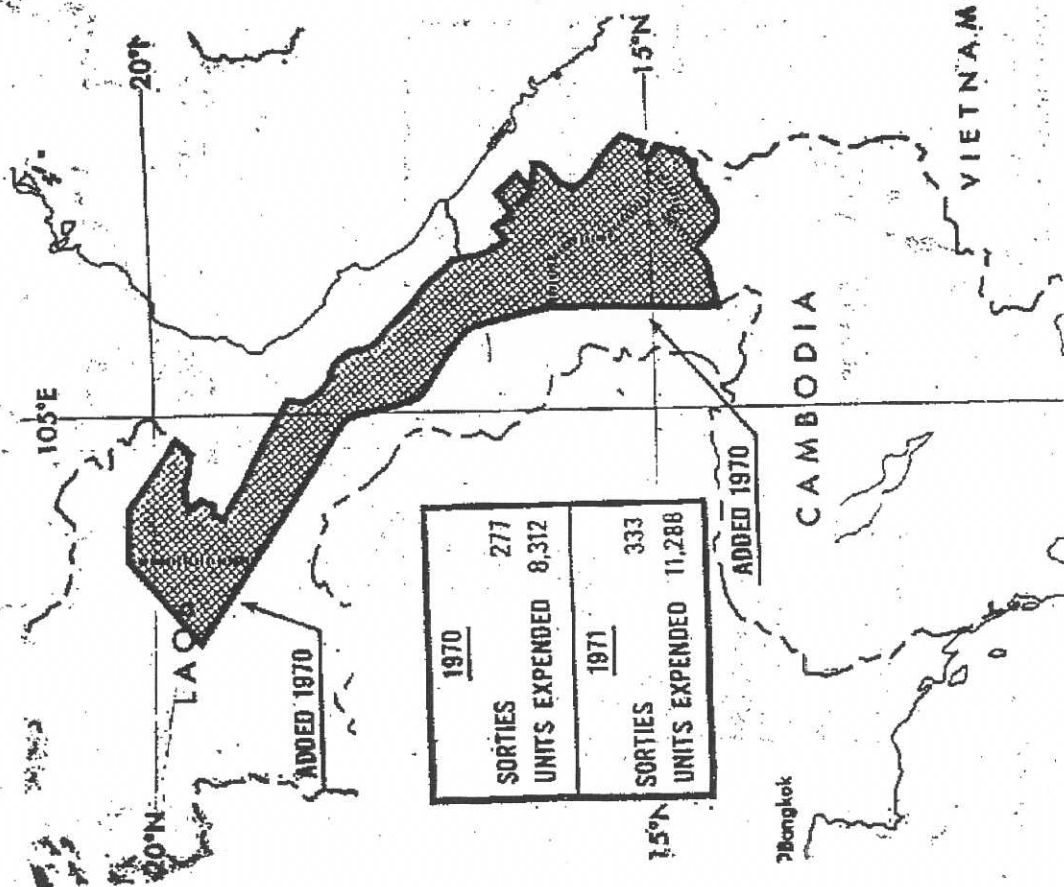 105°E
20°N
LAOS
20°N
ADDED 1970
1970
SORTIES 277
UNITS EXPENDED 8,312
1971
SORTIES 333
UNITS EXPENDED 11,288
15°N
15°N
ADDED 1970
CAMBODIA
VIETNAM
Bangkok